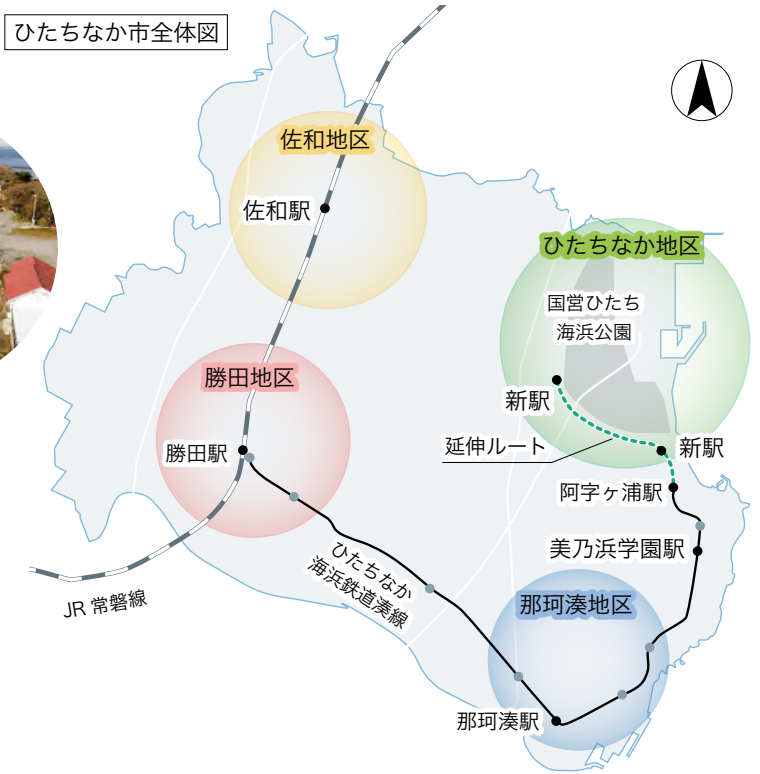 ひたちなか市全体図
佐和地区
佐和駅
ひたちなか地区
国営ひたち
海浜公園
勝田地区
新駅
勝田駅
延伸ルート
新駅
阿字ヶ浦駅
美乃浜学園駅
ひたちなか
海浜鉄道湊線
JR 常磐線
那珂湊地区
那珂湊駅